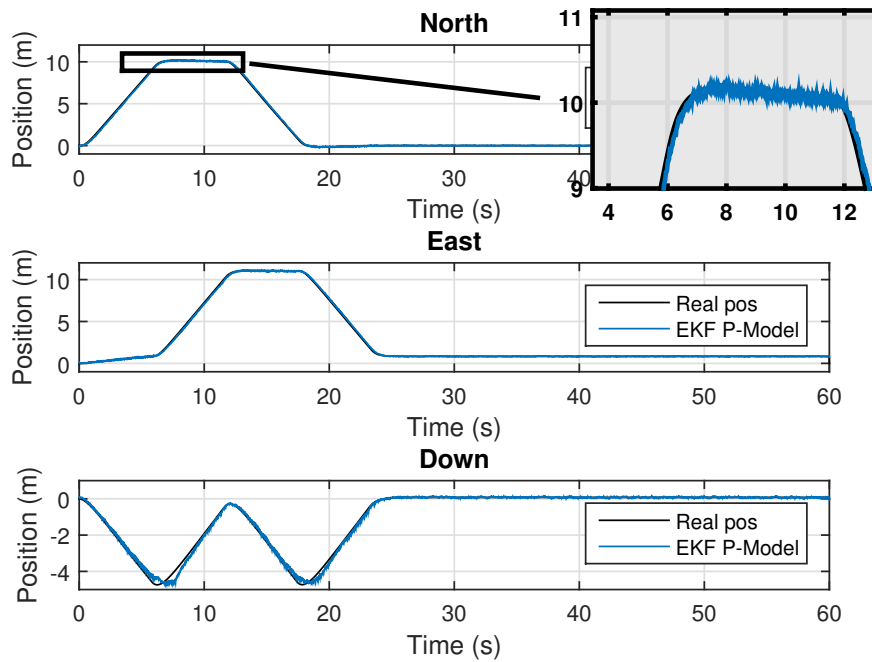 North
Position (m)
10
5
0
0 10 20 40
Time (s)
11
10
9
4 6 8 10 12
East
Position (m)
10
5
0
Real pos
EKF P-Model
0 10 20 30 40 50 60
Time (s)
Down
Position (m)
0
-2
-4
Real pos
EKF P-Model
0 10 20 30 40 50 60
Time (s)